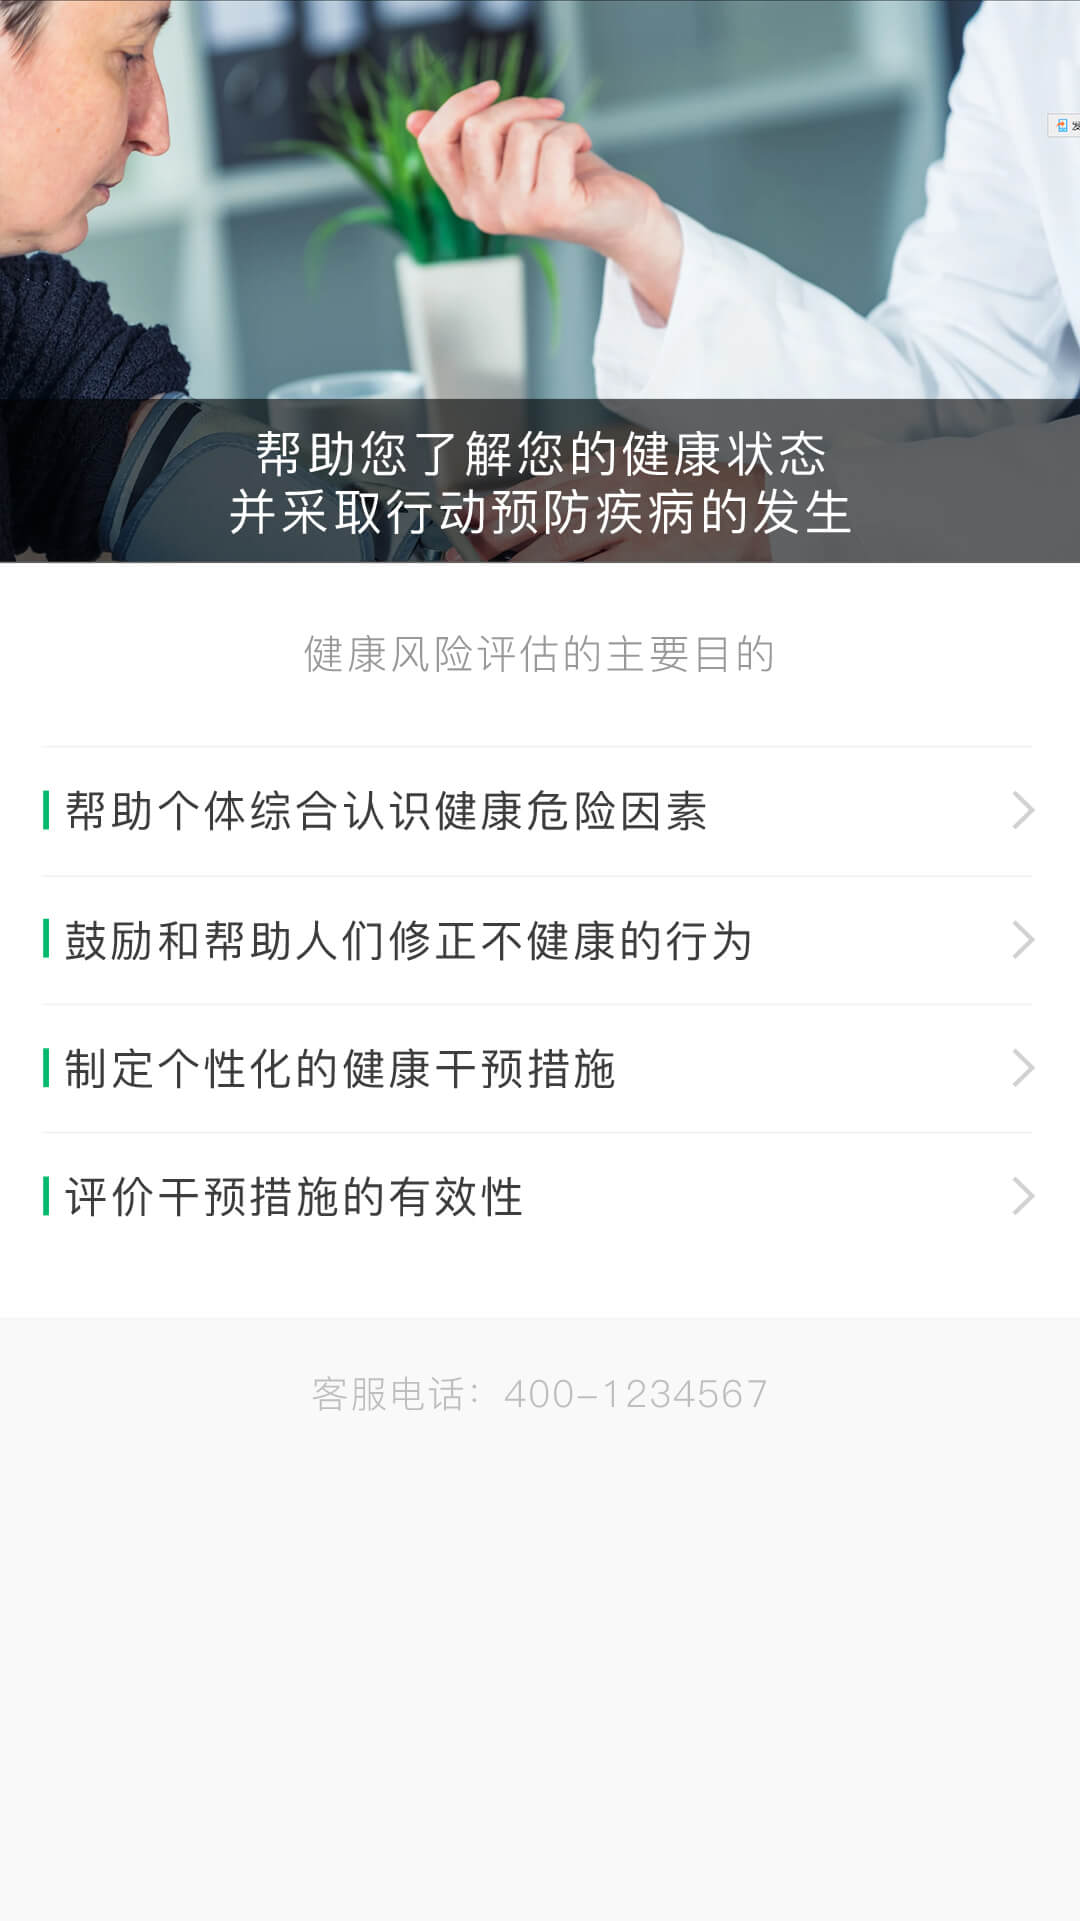 发
帮助您了解您的健康状态
并采取行动预防疾病的发生
健康风险评估的主要目的
帮助个体综合认识健康危险因素
鼓励和帮助人们修正不健康的行为
制定个性化的健康干预措施
评价干预措施的有效性
客服电话：400-1234567